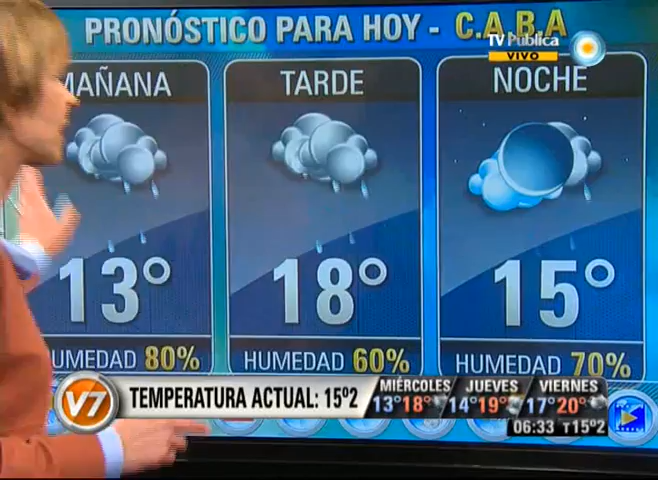 PRONÓSTICO PARA HOY - C.A.B.A
TV Pública
VIVO
MAÑANA
TARDE
NOCHE
13°
18°
15°
HUMEDAD 80%
HUMEDAD 60%
HUMEDAD 70%
V7
TEMPERATURA ACTUAL: 15º2
MIÉRCOLES
13°18°
JUEVES
14°19°
VIERNES
17°20°
06:33 T15º2